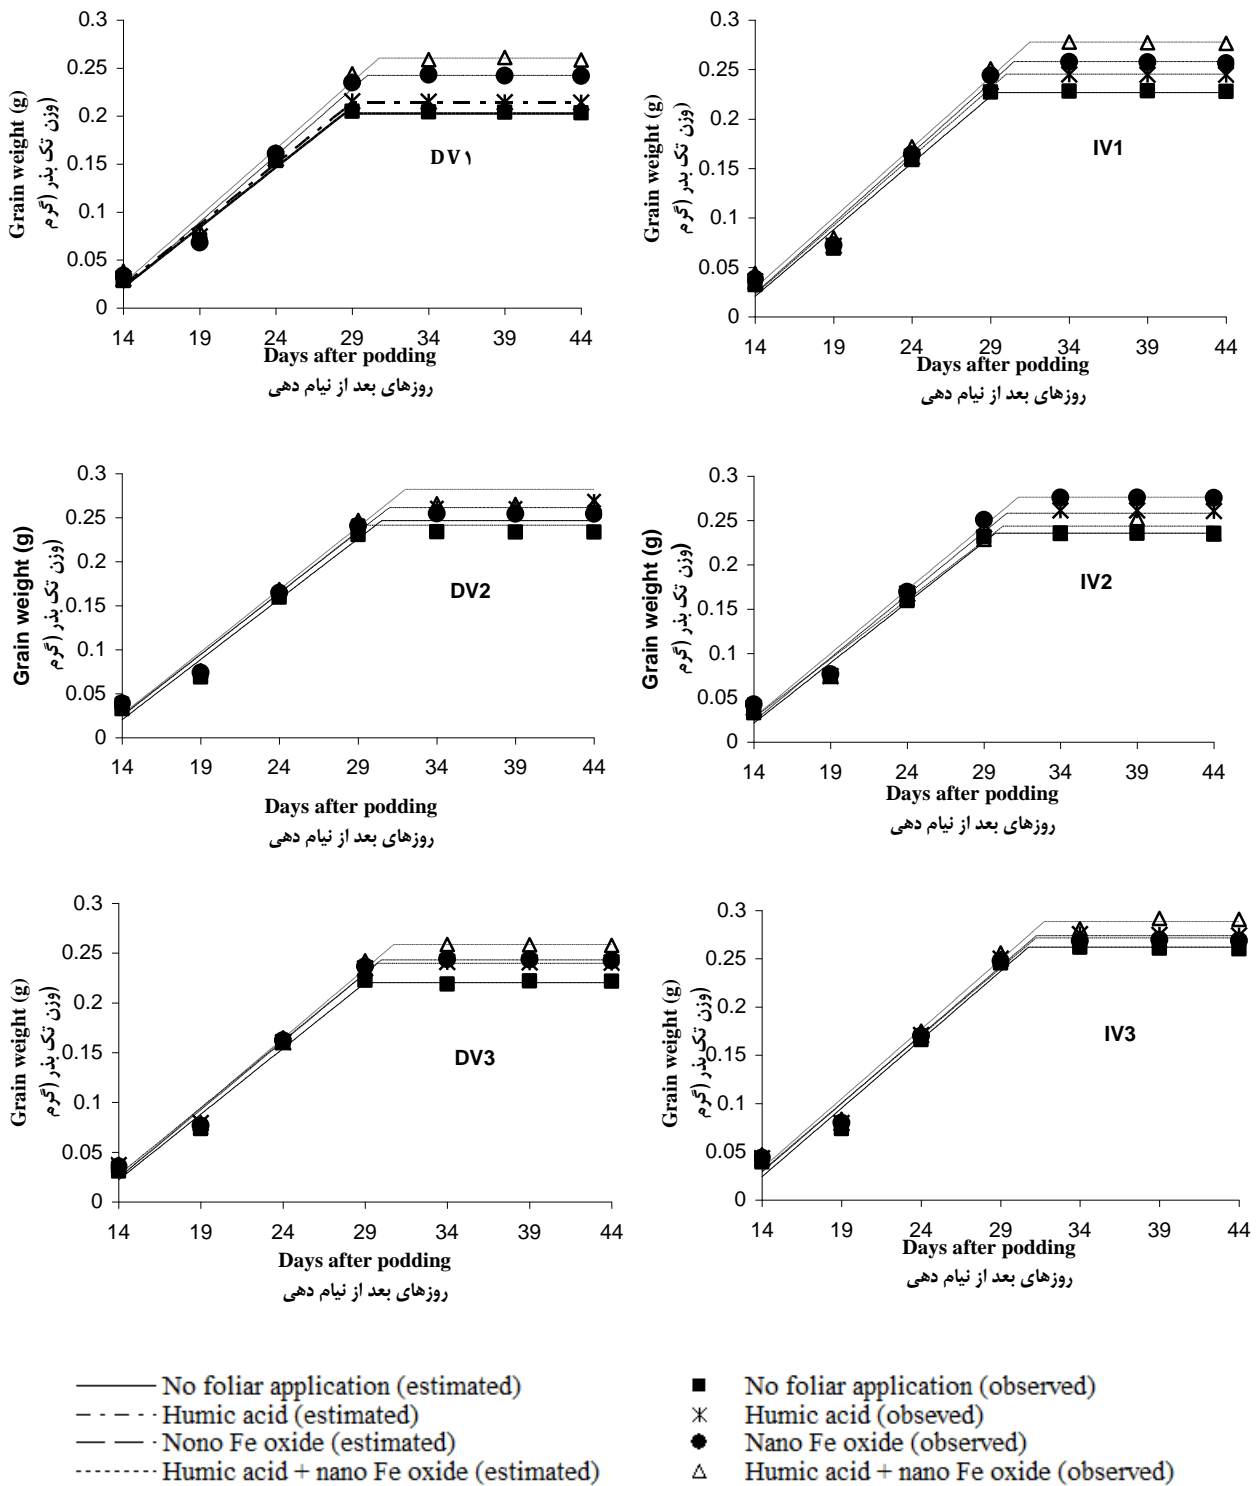 0.3
0.25
0.2
0.15
0.1
0.05
0
Grain weight (g)
وزن تک بذر (گرم)
DV۱
14 19 24 29 34 39 44
Days after podding
روزهای بعد از نیام دهی
0.3
0.25
0.2
0.15
0.1
0.05
0
Grain weight (g)
وزن تک بذر (گرم)
IV1
14 19 24 29 34 39 44
Days after podding
روزهای بعد از نیام دهی
0.3
0.25
0.2
0.15
0.1
0.05
0
Grain weight (g)
وزن تک بذر (گرم)
DV2
14 19 24 29 34 39 44
Days after podding
روزهای بعد از نیام دهی
0.3
0.25
0.2
0.15
0.1
0.05
0
Grain weight (g)
وزن تک بذر (گرم)
IV2
14 19 24 29 34 39 44
Days after podding
روزهای بعد از نیام دهی
0.3
0.25
0.2
0.15
0.1
0.05
0
Grain weight (g)
وزن تک بذر (گرم)
DV3
14 19 24 29 34 39 44
Days after podding
روزهای بعد از نیام دهی
0.3
0.25
0.2
0.15
0.1
0.05
0
Grain weight (g)
وزن تک بذر (گرم)
IV3
14 19 24 29 34 39 44
Days after podding
روزهای بعد از نیام دهی
No foliar application (estimated)
Humic acid (estimated)
Nono Fe oxide (estimated)
Humic acid + nano Fe oxide (estimated)
No foliar application (observed)
Humic acid (obseved)
Nano Fe oxide (observed)
Humic acid + nano Fe oxide (observed)